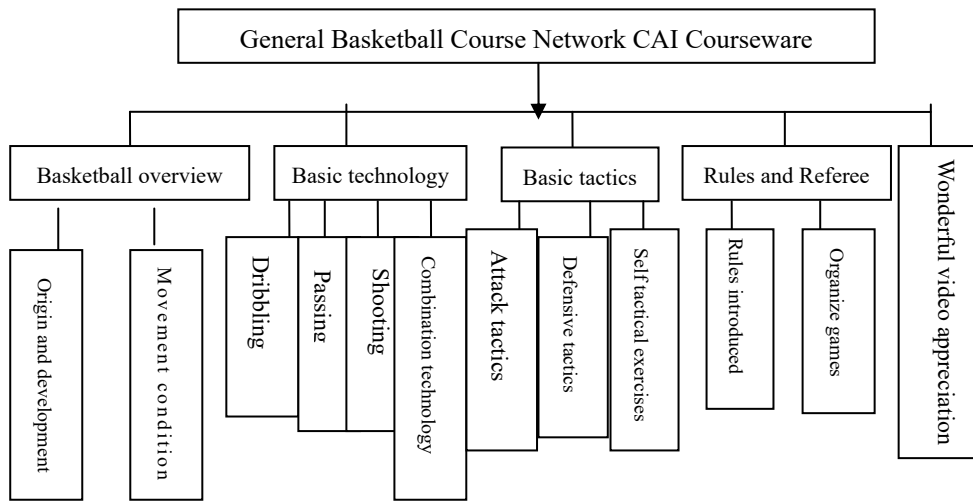 General Basketball Course Network CAI Courseware
Basketball overview
Basic technology
Basic tactics
Rules and Referee
Wonderful video appreciation
Origin and development
Movement condition
Dribbling
Passing
Shooting
Combination technology
Attack tactics
Defensive tactics
Self tactical exercises
Rules introduced
Organize games